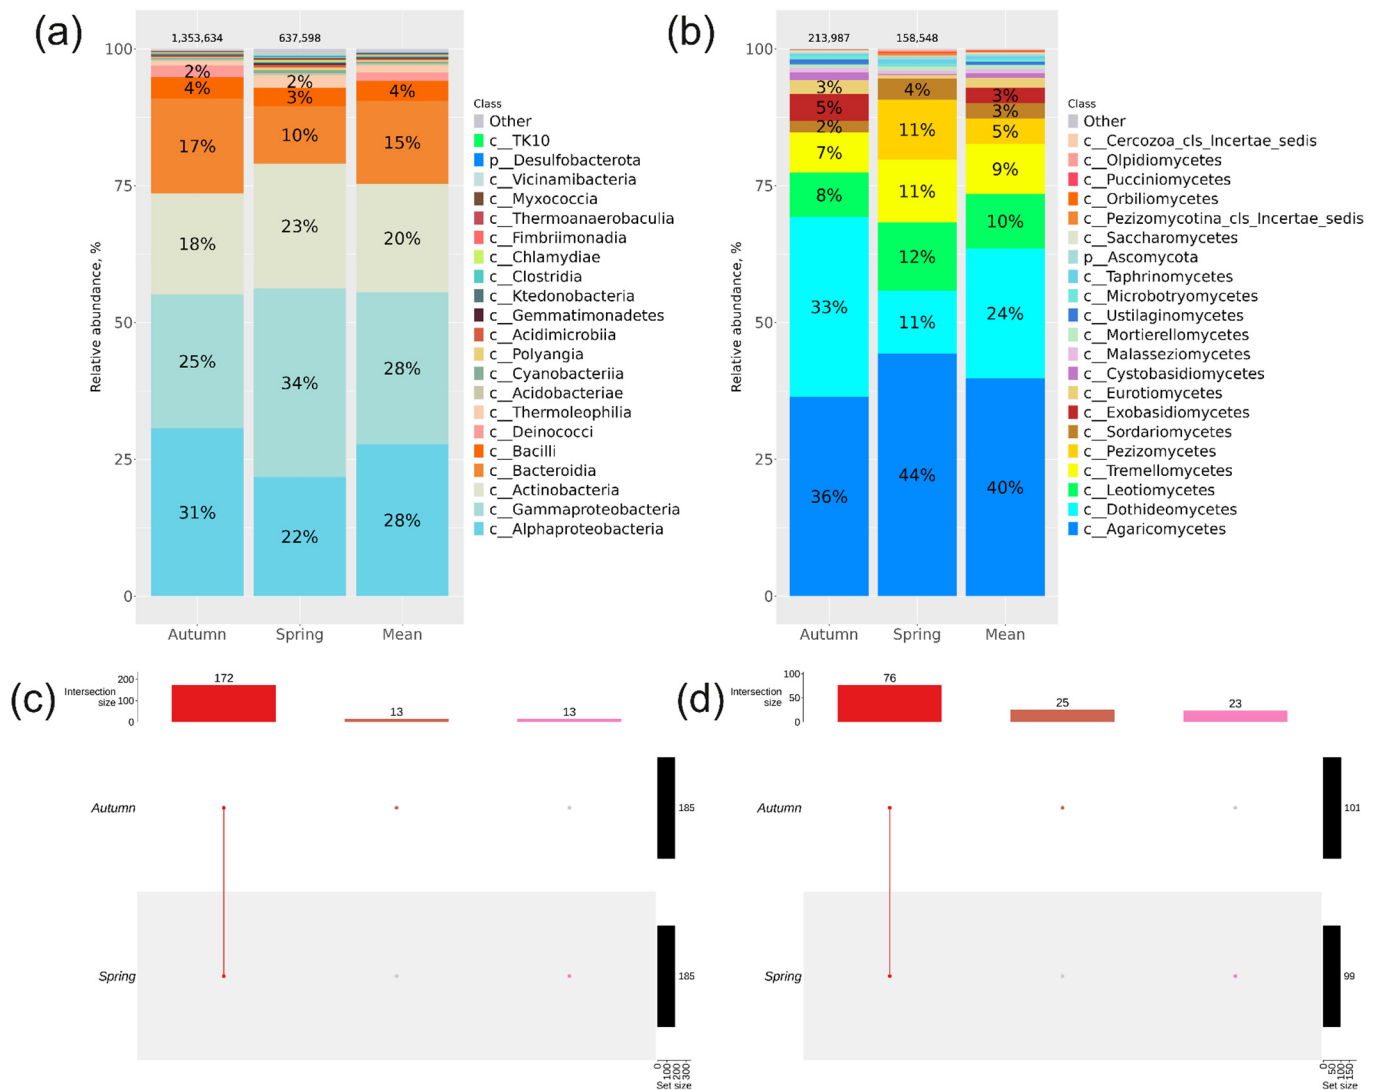 (a)
1,353,634 637,598
100
75
50
25
0
Relative abundance, %
2%
4%
17%
18%
25%
31%
2%
3%
10%
23%
34%
22%
4%
15%
20%
28%
28%
Autumn Spring Mean
Class
Other
c__TK10
p__Desulfobacterota
c__Vicinamibacteria
c__Myxococcia
c__Thermoanaerobaculia
c__Fimbriimonadia
c__Chlamydiae
c__Clostridia
c__Ktedonobacteria
c__Gemmatimonadetes
c__Acidimicrobiia
c__Polyangia
c__Cyanobacteriia
c__Acidobacteriae
c__Thermoleophilia
c__Deinococci
c__Bacilli
c__Bacteroidia
c__Actinobacteria
c__Gammaproteobacteria
c__Alphaproteobacteria
(b)
213,987 158,548
100
75
50
25
0
Relative abundance, %
3%
5%
2%
7%
8%
33%
36%
4%
11%
11%
12%
11%
44%
3%
3%
5%
9%
10%
24%
40%
Autumn Spring Mean
Class
Other
c__Cercozoa_cls_Incertae_sedis
c__Olpidiomycetes
c__Pucciniomycetes
c__Orbiliomycetes
c__Pezizomycotina_cls_Incertae_sedis
c__Saccharomycetes
p__Ascomycota
c__Taphrinomycetes
c__Microbotryomycetes
c__Ustilaginomycetes
c__Mortierellomycetes
c__Malasseziomycetes
c__Cystobasidiomycetes
c__Eurotiomycetes
c__Exobasidiomycetes
c__Sordariomycetes
c__Pezizomycetes
c__Tremellomycetes
c__Leotiomycetes
c__Dothideomycetes
c__Agaricomycetes
(c)
Intersection
size
200
100
0
172 13 13
Autumn
185
Spring
185
0 100 200 300
Set size
(d)
Intersection
size
100
50
0
76 25 23
Autumn
101
Spring
99
0 50 100 150
Set size